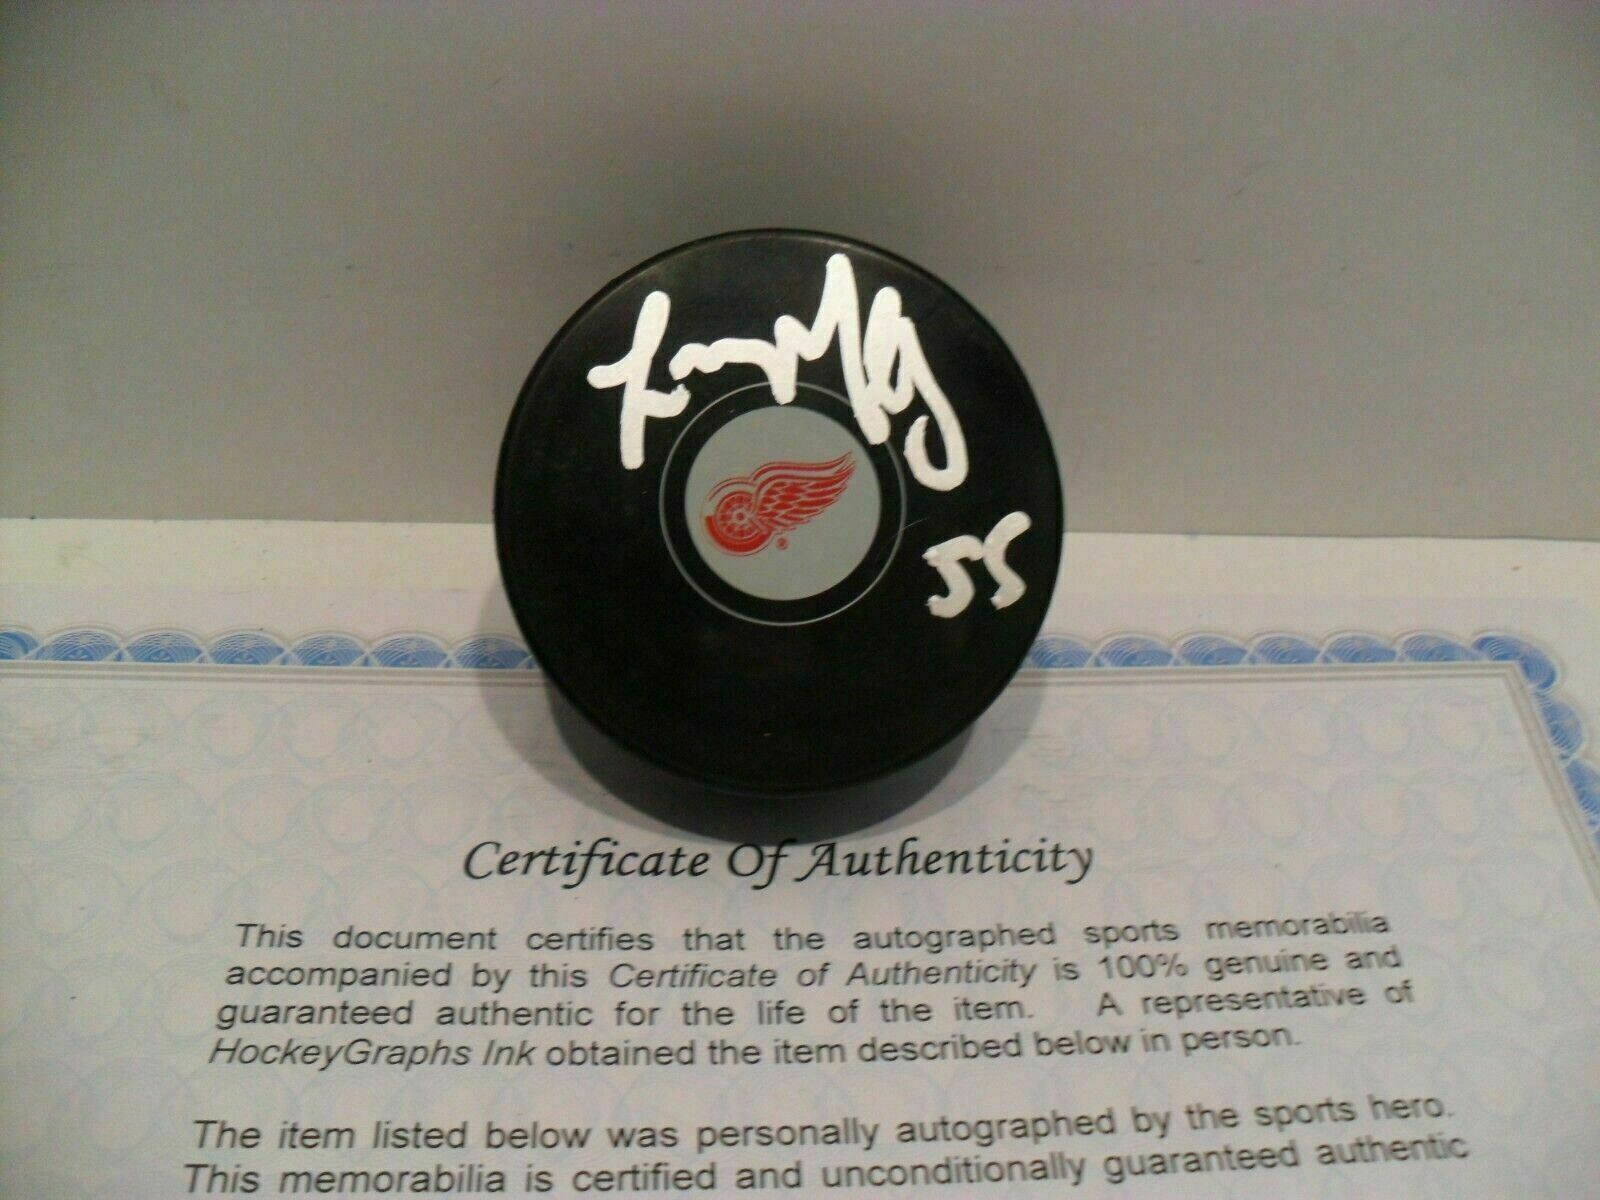 55
®
Certificate Of Authenticity
This document certifies that the autographed sports memorabilia
accompanied by this Certificate of Authenticity is 100% genuine and
guaranteed authentic for the life of the item. A representative of
HockeyGraphs Ink obtained the item described below in person.
The item listed below was personally autographed by the sports hero.
This memorabilia is certified and unconditionally guaranteed authentic